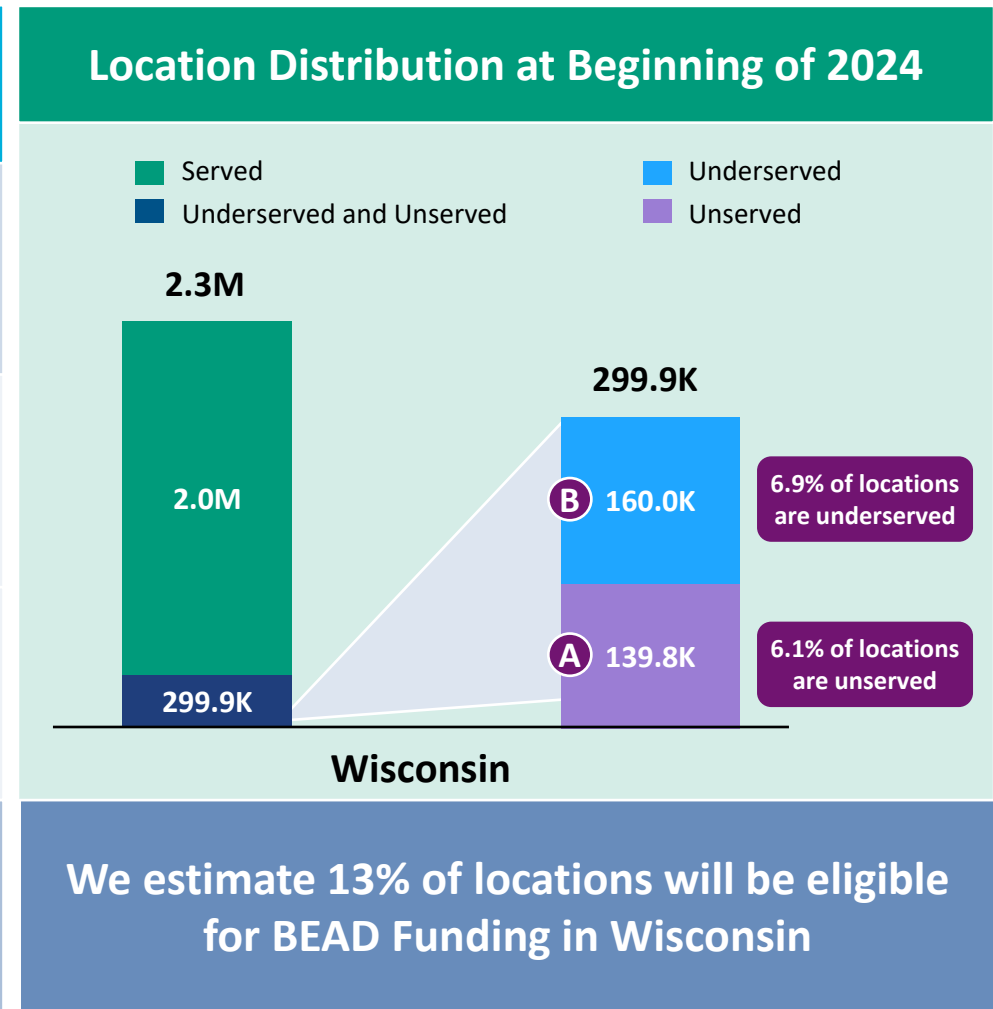 Location Distribution at Beginning of 2024
Served
Underserved
Underserved and Unserved
Unserved
2.3M
299.9K
2.0M
B
160.0K
6.9% of locations
are underserved
A
139.8K
6.1% of locations
are unserved
299.9K
Wisconsin
We estimate 13% of locations will be eligible
for BEAD Funding in Wisconsin